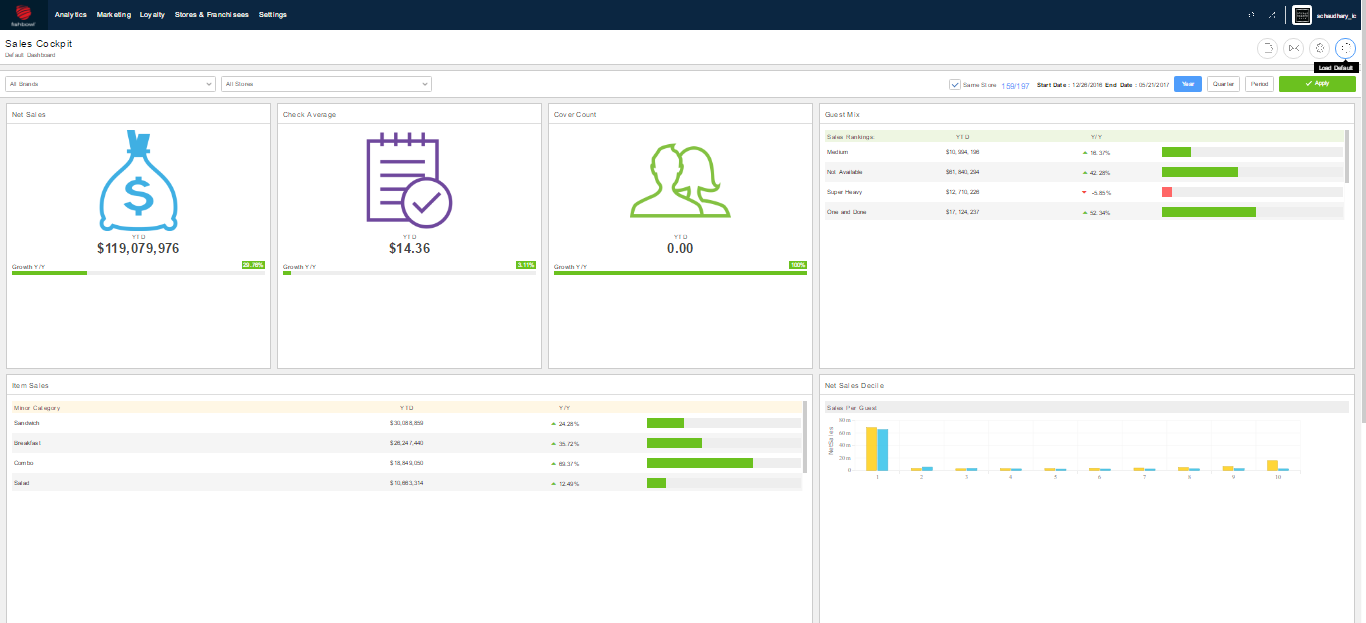 fishbowl
Analytics Marketing Loyalty Stores & Franchisees Settings
schaudhary_ic
Sales Cockpit
Default Dashboard
Load Default
All Brands
All Stores
Same Store 159/197 Start Date : 12/26/2016 End Date : 05/21/2017 Year Quarter Period Apply
Net Sales
YTD
$119,079,976
Growth Y/Y 29.76%
Check Average
YTD
$14.36
Growth Y/Y 3.11%
Cover Count
YTD
0.00
Growth Y/Y 100%
Guest Mix
Sales Rankings YTD Y/Y
Medium $10,994,196 16.37%
Not Available $61,840,294 42.28%
Super Heavy $12,710,226 -5.85%
One and Done $17,124,237 52.34%
Item Sales
Minor Category YTD Y/Y
Sandwich $30,088,859 24.28%
Breakfast $26,247,440 35.72%
Combo $18,849,050 69.37%
Salad $10,663,314 12.49%
Net Sales Decile
Sales Per Guest
NetSales
80m
60m
40m
20m
0
1 2 3 4 5 6 7 8 9 10